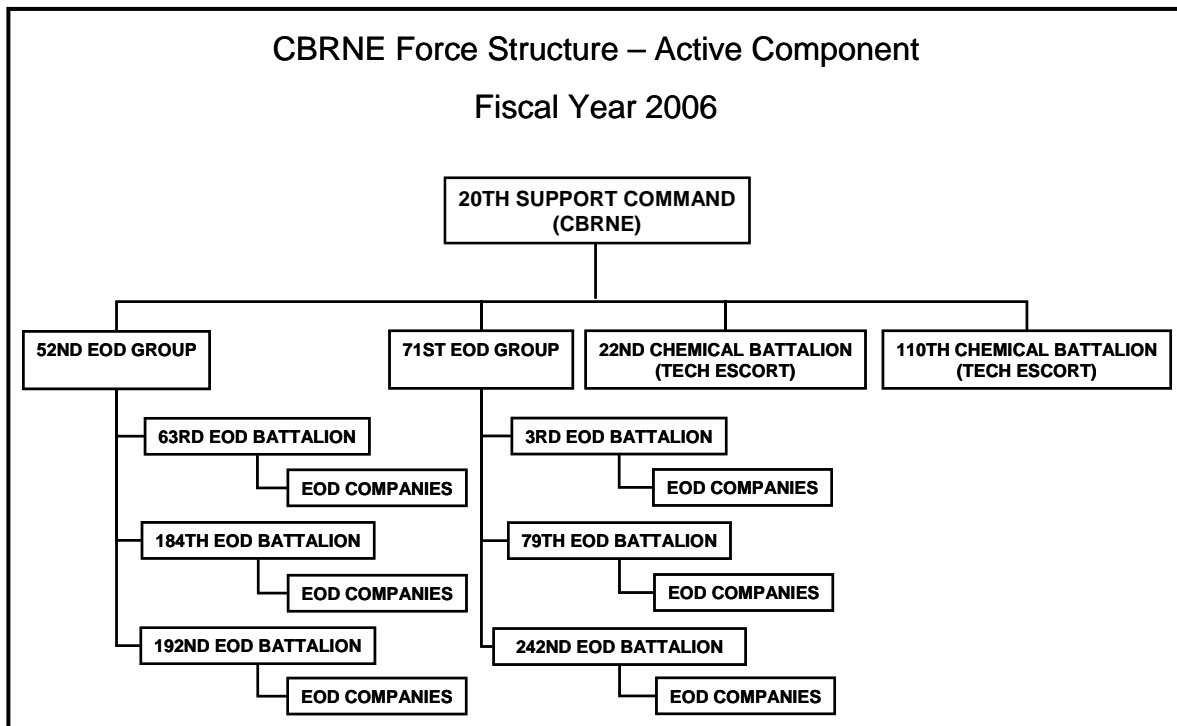 CBRNE Force Structure – Active Component
Fiscal Year 2006
20TH SUPPORT COMMAND
(CBRNE)
52ND EOD GROUP
71ST EOD GROUP
22ND CHEMICAL BATTALION
(TECH ESCORT)
110TH CHEMICAL BATTALION
(TECH ESCORT)
63RD EOD BATTALION
EOD COMPANIES
184TH EOD BATTALION
EOD COMPANIES
192ND EOD BATTALION
EOD COMPANIES
3RD EOD BATTALION
EOD COMPANIES
79TH EOD BATTALION
EOD COMPANIES
242ND EOD BATTALION
EOD COMPANIES